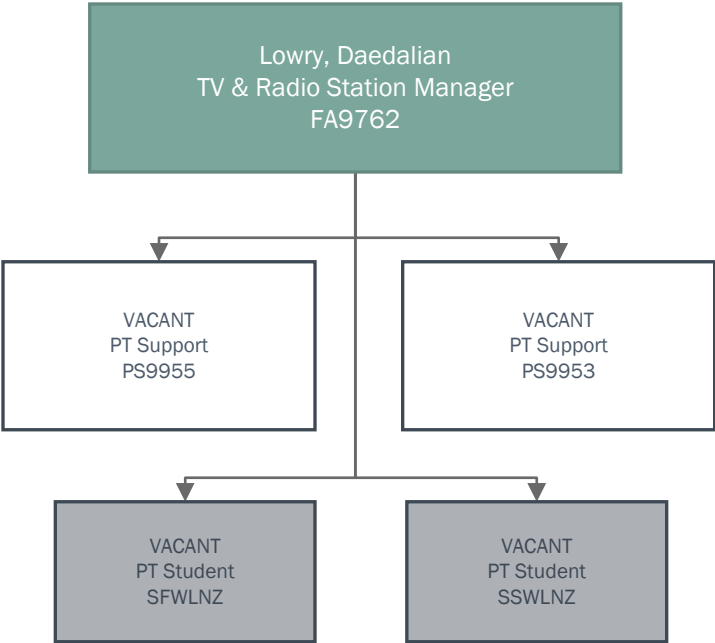 Lowry, Daedalian
TV & Radio Station Manager
FA9762
VACANT
PT Support
PS9955
VACANT
PT Support
PS9953
VACANT
PT Student
SFWLNZ
VACANT
PT Student
SSWLNZ